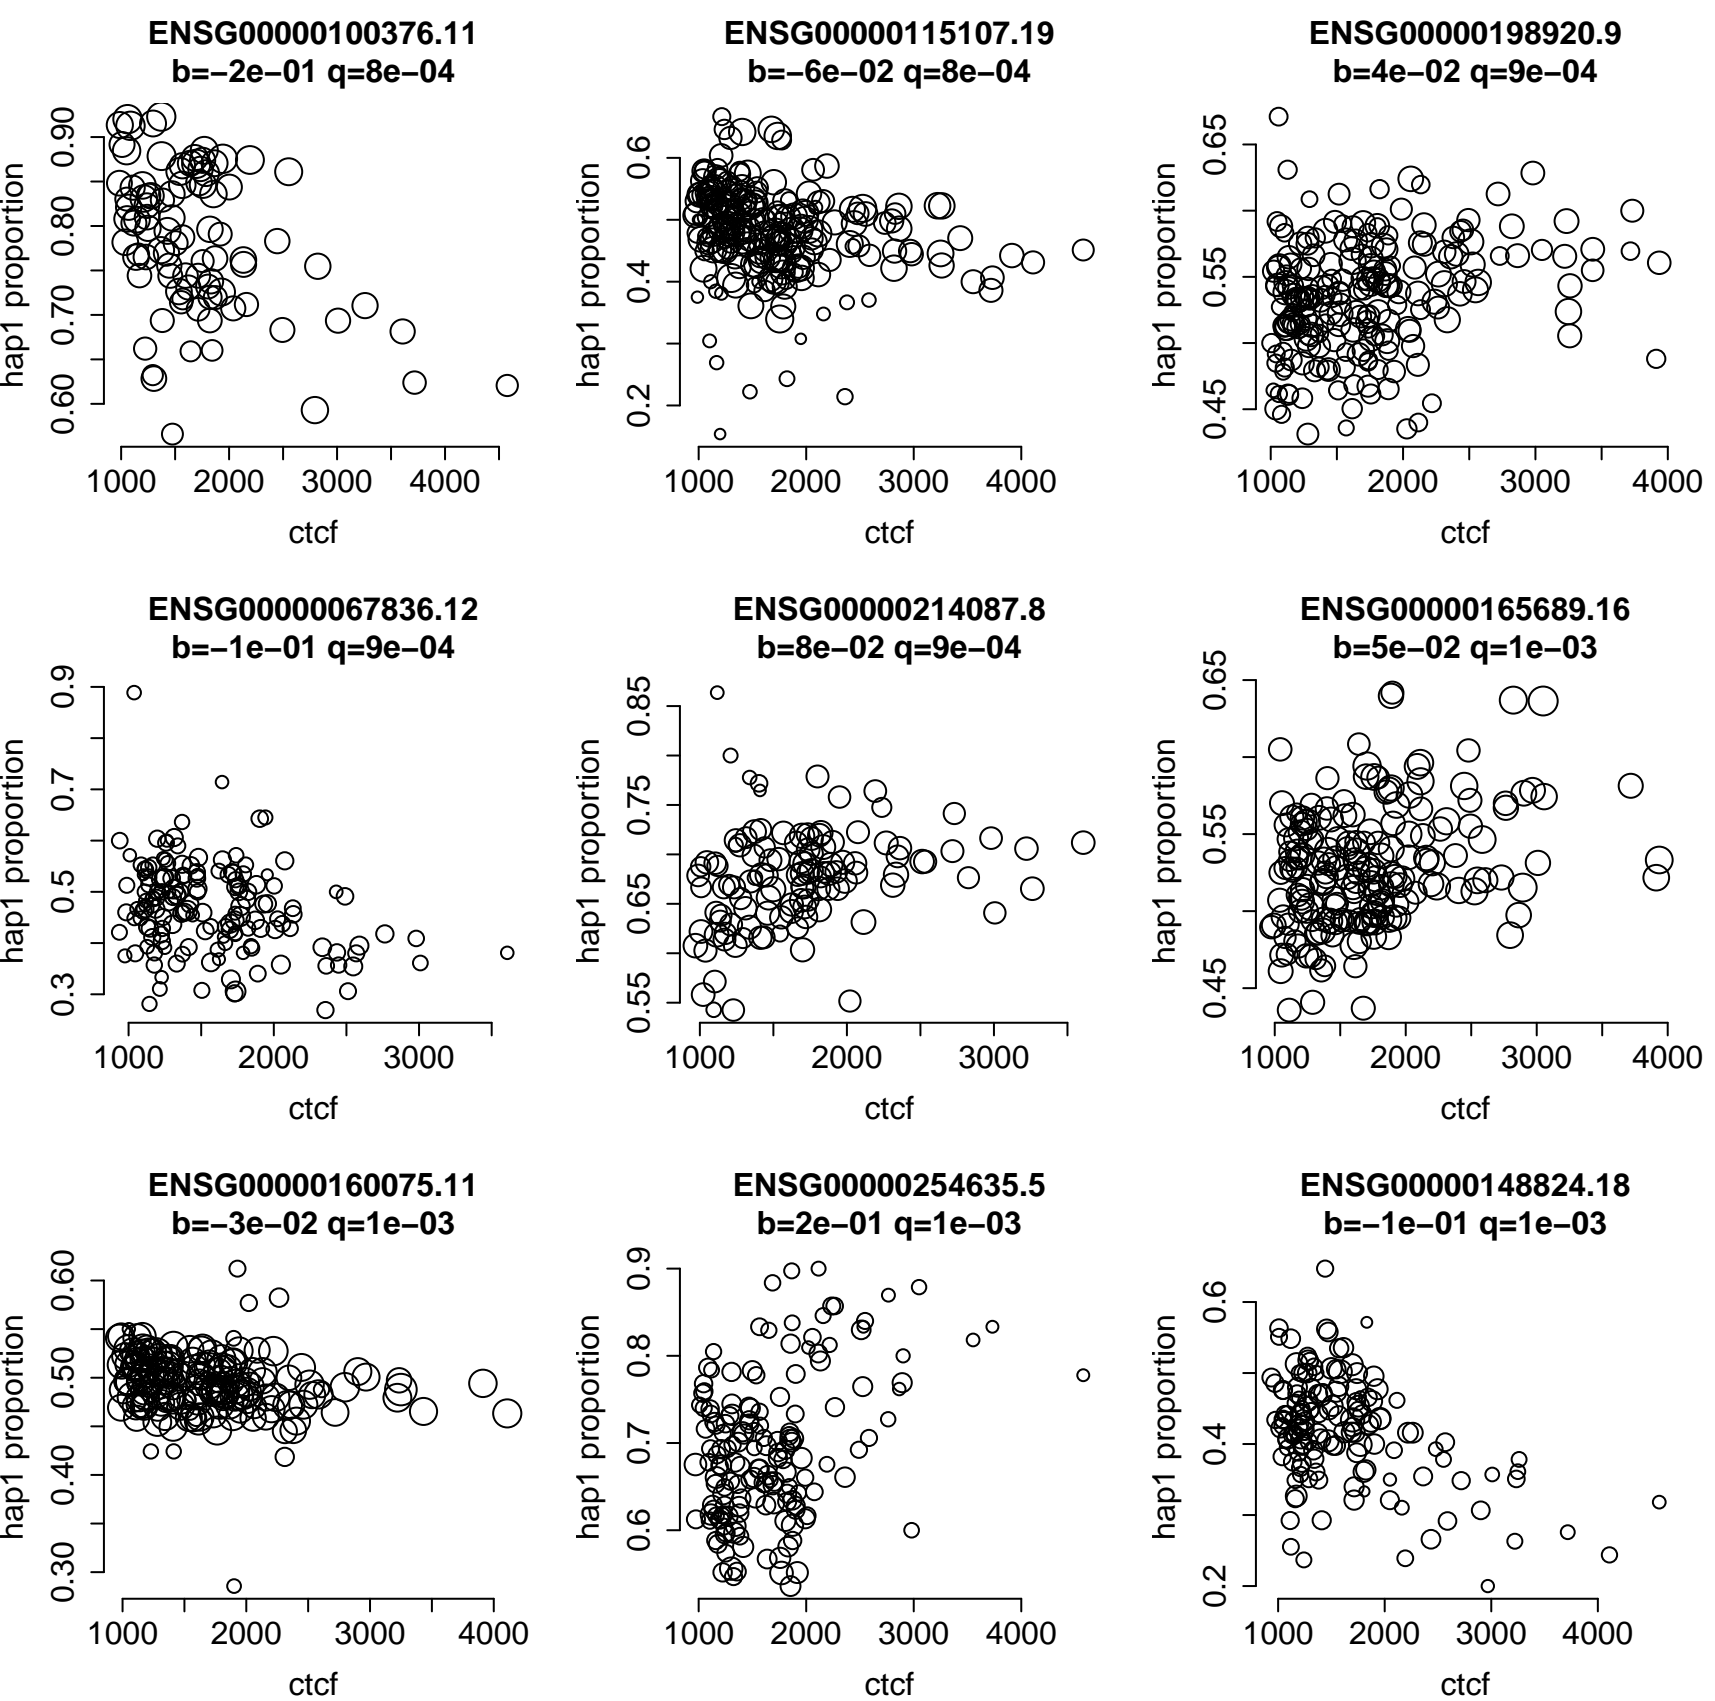 ENSG00000100376.11
b=−2e−01 q=8e−04
hap1 proportion
0.90
0.80
0.70
0.60
1000 2000 3000 4000
ctcf
ENSG00000115107.19
b=−6e−02 q=8e−04
hap1 proportion
0.6
0.4
0.2
1000 2000 3000 4000
ctcf
ENSG00000198920.9
b=4e−02 q=9e−04
hap1 proportion
0.65
0.55
0.45
1000 2000 3000 4000
ctcf
ENSG00000067836.12
b=−1e−01 q=9e−04
hap1 proportion
0.9
0.7
0.5
0.3
1000 2000 3000
ctcf
ENSG00000214087.8
b=8e−02 q=9e−04
hap1 proportion
0.85
0.75
0.65
0.55
1000 2000 3000
ctcf
ENSG00000165689.16
b=5e−02 q=1e−03
hap1 proportion
0.65
0.55
0.45
1000 2000 3000 4000
ctcf
ENSG00000160075.11
b=−3e−02 q=1e−03
hap1 proportion
0.60
0.50
0.40
0.30
1000 2000 3000 4000
ctcf
ENSG00000254635.5
b=2e−01 q=1e−03
hap1 proportion
0.9
0.8
0.7
0.6
1000 2000 3000 4000
ctcf
ENSG00000148824.18
b=−1e−01 q=1e−03
hap1 proportion
0.6
0.4
0.2
1000 2000 3000 4000
ctcf